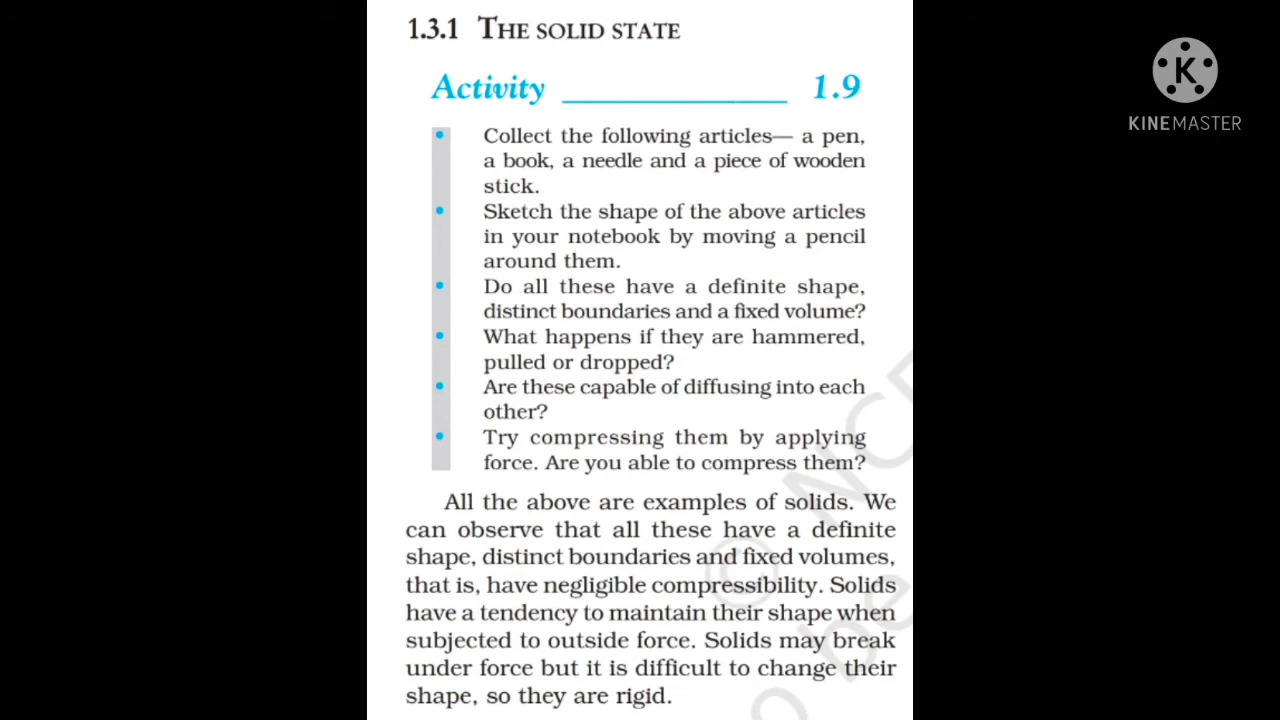 1.3.1 THE SOLID STATE
Activity ______________ 1.9
K
KINEMASTER
• Collect the following articles— a pen,
a book, a needle and a piece of wooden
stick.
• Sketch the shape of the above articles
in your notebook by moving a pencil
around them.
• Do all these have a definite shape,
distinct boundaries and a fixed volume?
• What happens if they are hammered,
pulled or dropped?
• Are these capable of diffusing into each
other?
• Try compressing them by applying
force. Are you able to compress them?
All the above are examples of solids. We
can observe that all these have a definite
shape, distinct boundaries and fixed volumes,
that is, have negligible compressibility. Solids
have a tendency to maintain their shape when
subjected to outside force. Solids may break
under force but it is difficult to change their
shape, so they are rigid.